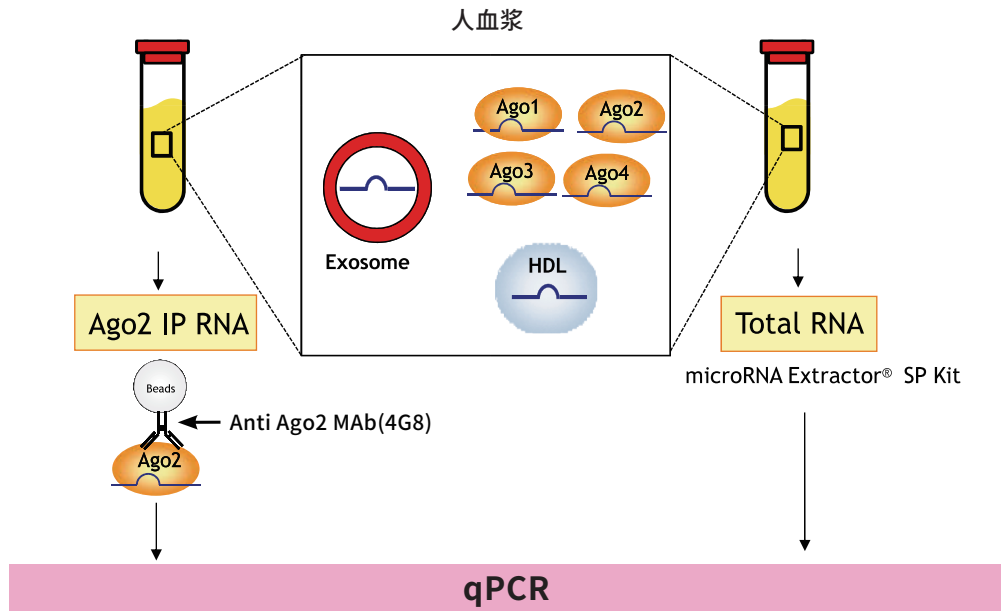 人血浆
Ago1
Ago2
Ago3
Ago4
Exosome
HDL
Ago2 IP RNA
Total RNA
microRNA Extractor® SP Kit
Beads
Anti Ago2 MAb(4G8)
Ago2
qPCR